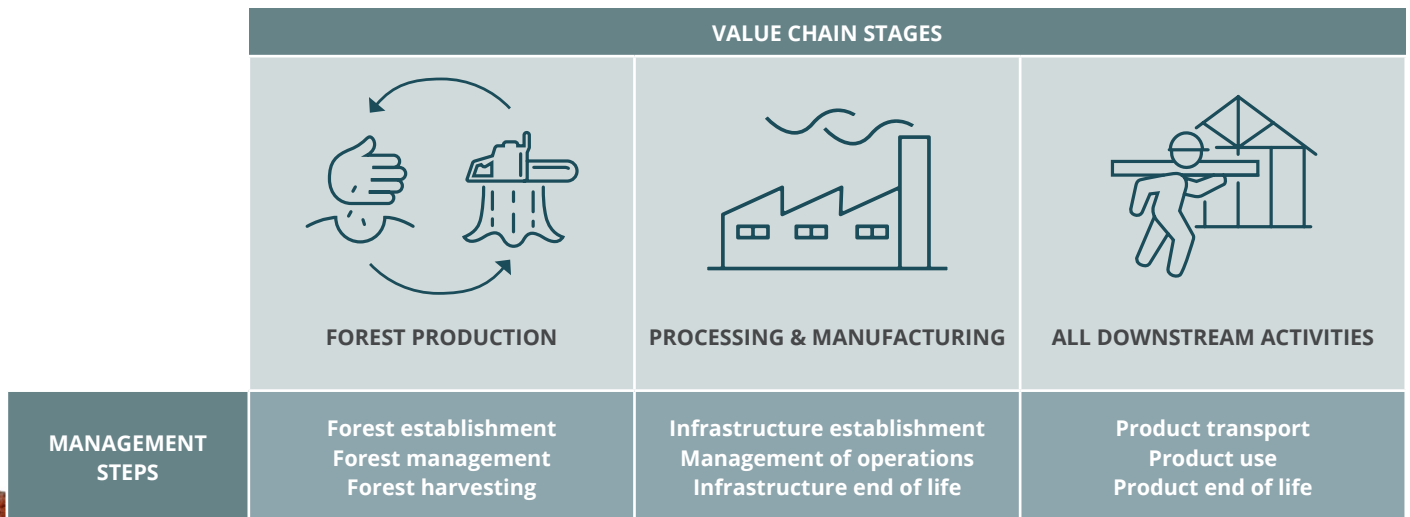 VALUE CHAIN STAGES
FOREST PRODUCTION
PROCESSING & MANUFACTURING
ALL DOWNSTREAM ACTIVITIES
MANAGEMENT
STEPS
Forest establishment
Forest management
Forest harvesting
Infrastructure establishment
Management of operations
Infrastructure end of life
Product transport
Product use
Product end of life